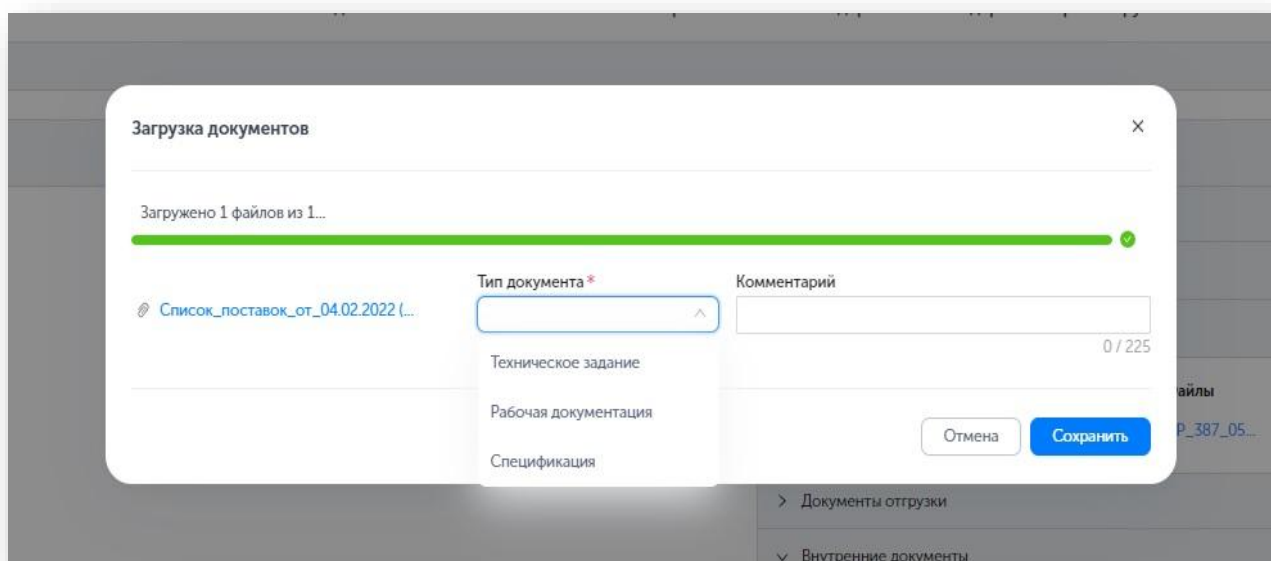 Загрузка документов
Загружено 1 файлов из 1...
Тип документа * Комментарий
Список_поставок_от_04.02.2022 (...
0 / 225
Техническое задание
Рабочая документация
Спецификация
Отмена Сохранить
айлы
P_387_05...
Документы отгрузки
Внутренние документы